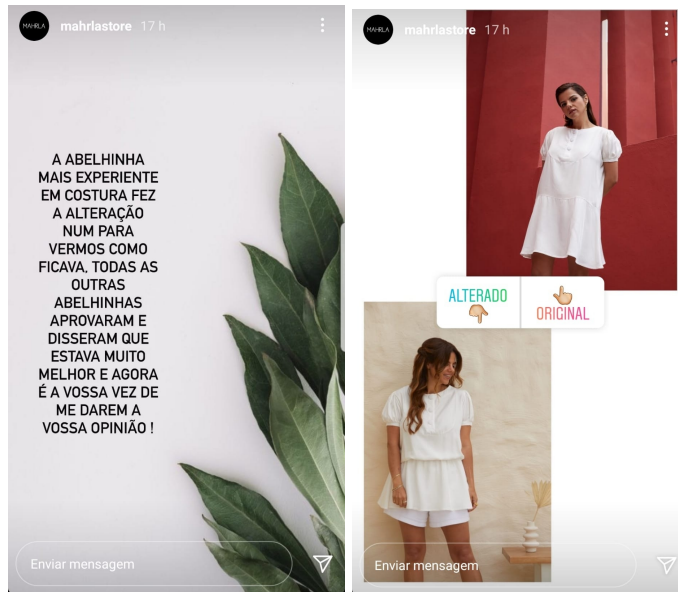 MAHRLA
mahrlastore 17 h
A ABELHINHA
MAIS EXPERIENTE
EM COSTURA FEZ
A ALTERAÇÃO
NUM PARA
VERMOS COMO
FICAVA, TODAS AS
OUTRAS
ABELHINHAS
APROVARAM E
DISSERAM QUE
ESTAVA MUITO
MELHOR E AGORA
É A VOSSA VEZ DE
ME DAREM A
VOSSA OPINIÃO !
Enviar mensagem
MAHRLA
mahrlastore 17 h
ALTERADO
👇🏼
👆🏼
ORIGINAL
Enviar mensagem